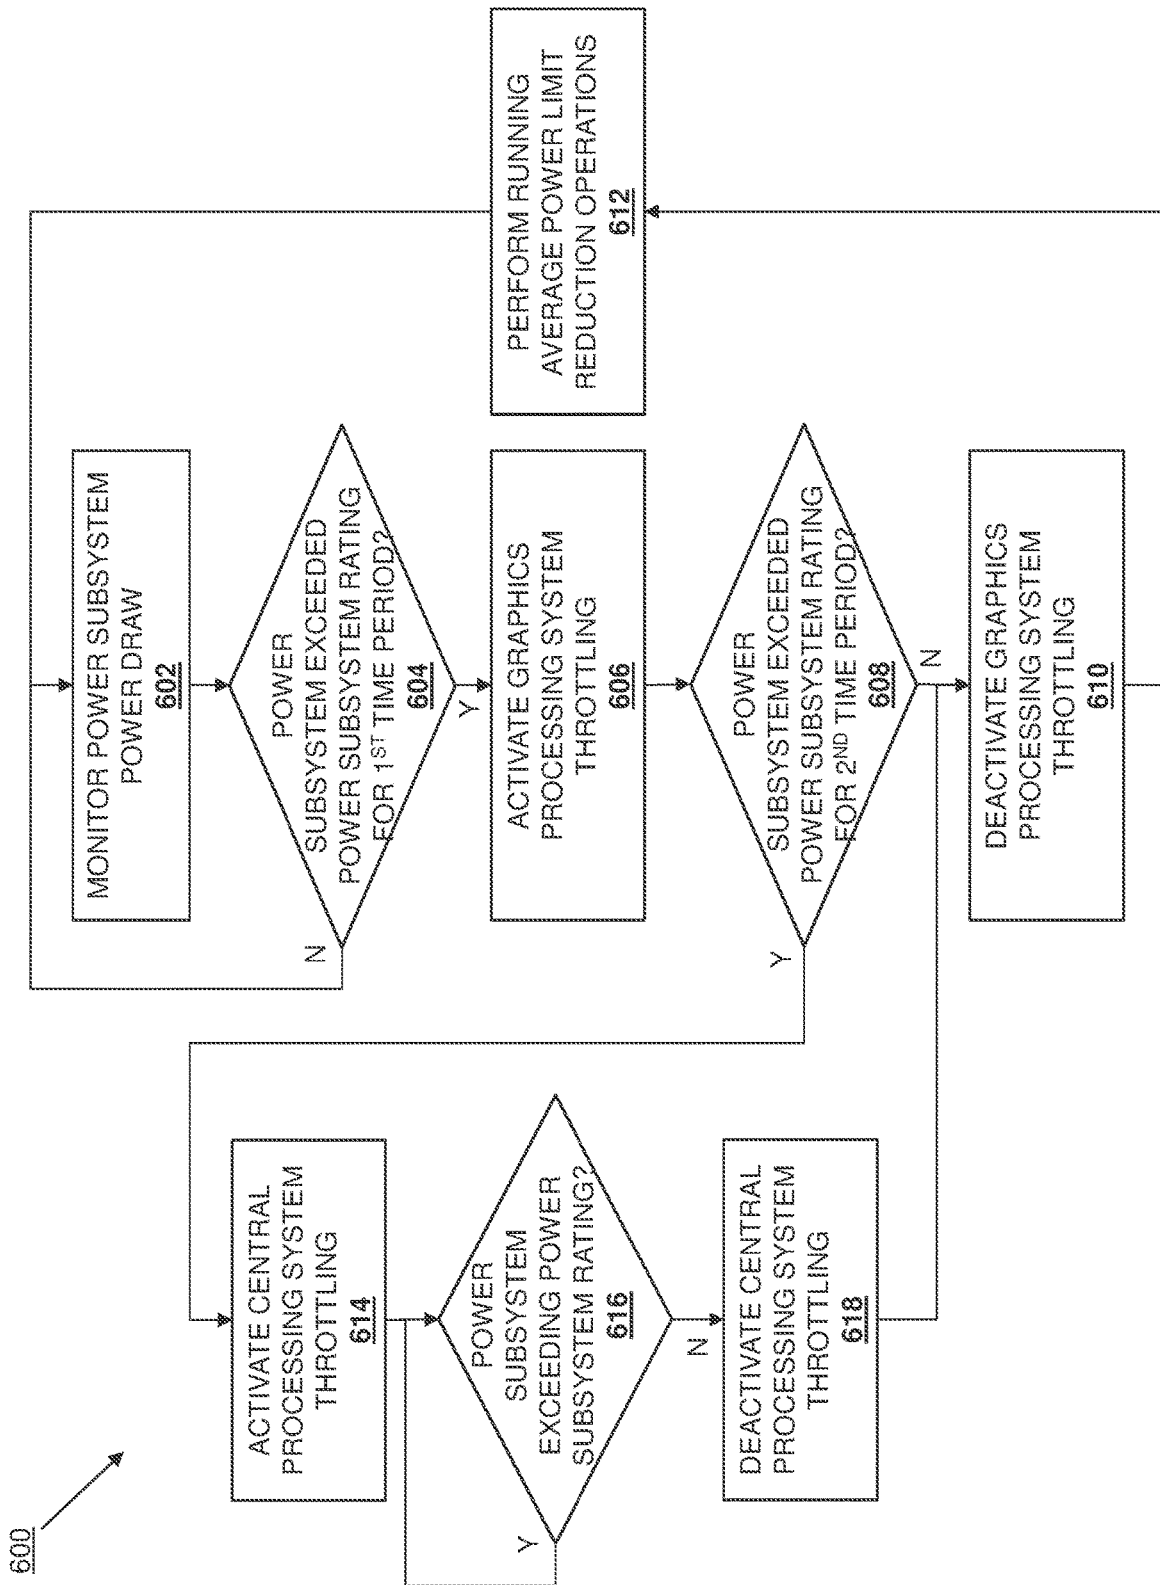 600
MONITOR POWER SUBSYSTEM
POWER DRAW
602
POWER
SUBSYSTEM EXCEEDED
POWER SUBSYSTEM RATING
FOR 1ST TIME PERIOD?
604
N
Y
ACTIVATE GRAPHICS
PROCESSING SYSTEM
THROTTLING
606
POWER
SUBSYSTEM EXCEEDED
POWER SUBSYSTEM RATING
FOR 2ND TIME PERIOD?
608
Y
N
DEACTIVATE GRAPHICS
PROCESSING SYSTEM
THROTTLING
610
PERFORM RUNNING
AVERAGE POWER LIMIT
REDUCTION OPERATIONS
612
ACTIVATE CENTRAL
PROCESSING SYSTEM
THROTTLING
614
POWER
SUBSYSTEM
EXCEEDING POWER
SUBSYSTEM RATING?
616
Y
N
DEACTIVATE CENTRAL
PROCESSING SYSTEM
THROTTLING
618